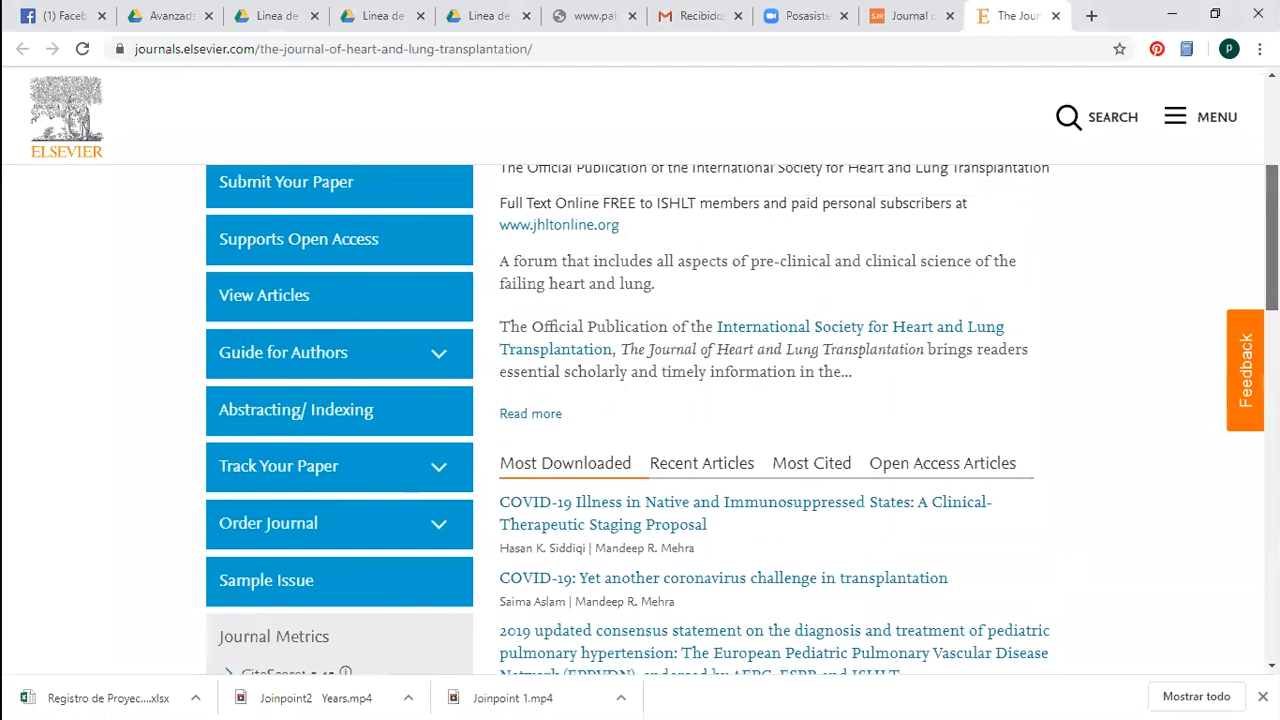 Faceb
Avanzad
Linea de
Linea de
Linea de
www.pa
Recibido
Posasiste
Journal c
The Jour
journals.elsevier.com/the-journal-of-heart-and-lung-transplantation/
p
ELSEVIER
SEARCH
MENU
Submit Your Paper
Supports Open Access
View Articles
Guide for Authors
Abstracting/ Indexing
Track Your Paper
Order Journal
Sample Issue
Journal Metrics
The Official Publication of the International Society for Heart and Lung Transplantation
Full Text Online FREE to ISHLT members and paid personal subscribers at
www.jhltonline.org
A forum that includes all aspects of pre-clinical and clinical science of the
failing heart and lung.
The Official Publication of the International Society for Heart and Lung
Transplantation, The Journal of Heart and Lung Transplantation brings readers
essential scholarly and timely information in the...
Read more
Most Downloaded Recent Articles Most Cited Open Access Articles
COVID-19 Illness in Native and Immunosuppressed States: A Clinical-
Therapeutic Staging Proposal
Hasan K. Siddiqi | Mandeep R. Mehra
COVID-19: Yet another coronavirus challenge in transplantation
Saima Aslam | Mandeep R. Mehra
2019 updated consensus statement on the diagnosis and treatment of pediatric
pulmonary hypertension: The European Pediatric Pulmonary Vascular Disease
Network (EPPVDN), endorsed by AEPC, ESPR and ISHLT
Feedback
Registro de Proyec....xlsx
Joinpoint2 Years.mp4
Joinpoint 1.mp4
Mostrar todo